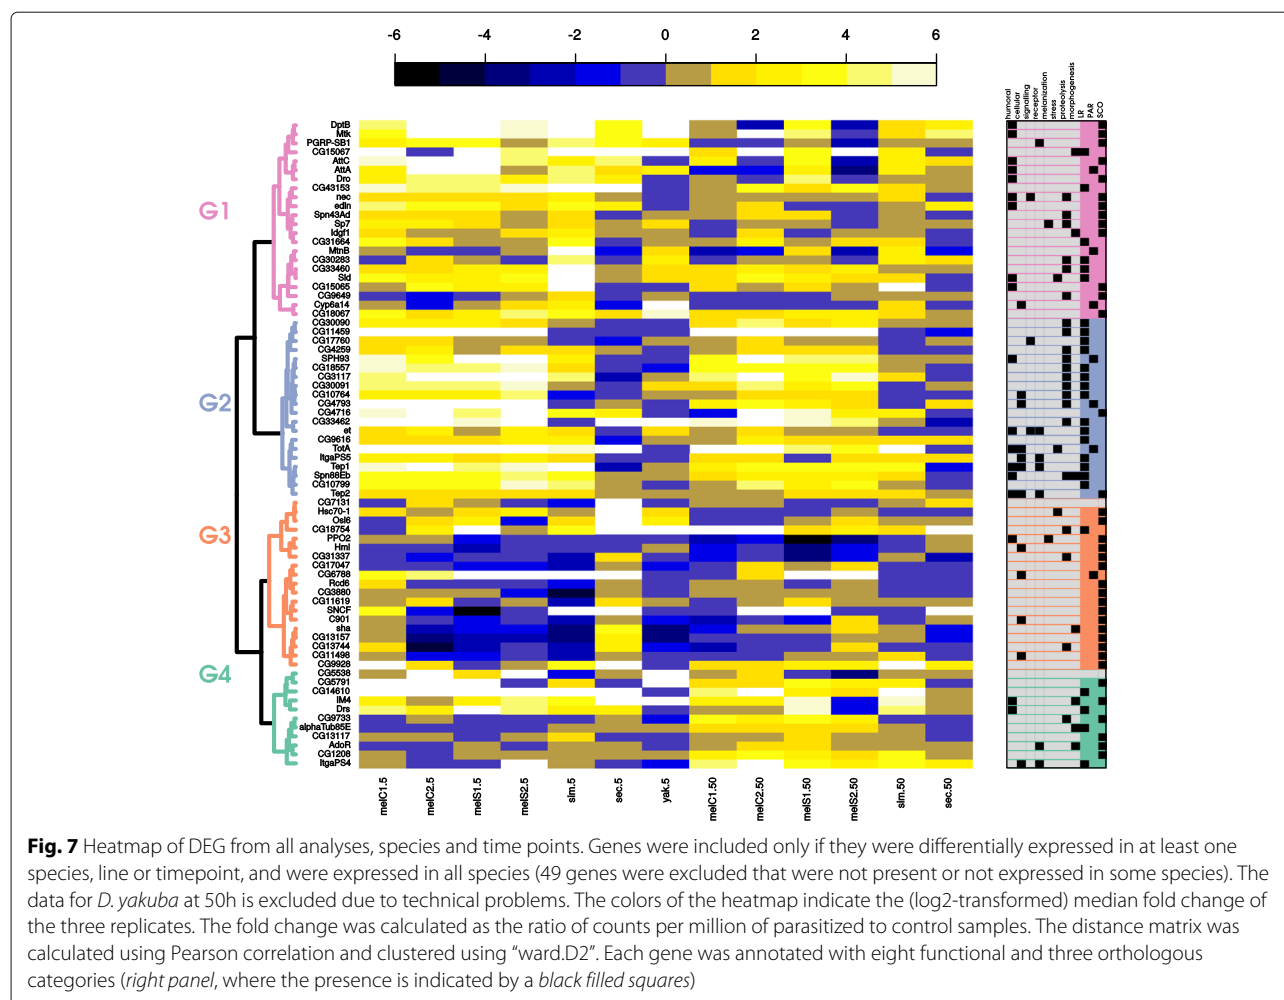 -6 -4 -2 0 2 4 6
humoral
cellular
signalling
receptor
melanization
stress
proteolysis
morphogenesis
LR
PAR
SCO
DptB
Mtk
PGRP-SB1
CG15067
AttC
AttA
Dro
CG43153
nec
edin
Spn43Ad
Sp7
Idgf1
CG31664
MtnB
CG30283
CG33460
Sid
CG15065
CG9649
Cyp6a14
CG18067
CG30090
CG11459
CG17760
CG4259
SPH93
CG18557
CG3117
CG30091
CG10764
CG4793
CG4716
CG33462
et
CG9616
TotA
ItgaPS5
Tep1
Spn88Eb
CG10799
Tep2
CG7131
Hsc70-1
Osi6
CG18754
PPO2
Hml
CG31337
CG17047
CG6788
Rcd6
CG3880
CG11619
SNCF
C901
sha
CG13157
CG13744
CG11498
CG9928
CG5538
CG5791
CG14610
IM4
Drs
CG9733
alphaTub85E
CG13117
AdoR
CG1208
ItgaPS4
G1
G2
G3
G4
melC1.5
melC2.5
melS1.5
melS2.5
sim.5
sec.5
yak.5
melC1.50
melC2.50
melS1.50
melS2.50
sim.50
sec.50
Fig. 7 Heatmap of DEG from all analyses, species and time points. Genes were included only if they were differentially expressed in at least one
species, line or timepoint, and were expressed in all species (49 genes were excluded that were not present or not expressed in some species). The
data for D. yakuba at 50h is excluded due to technical problems. The colors of the heatmap indicate the (log2-transformed) median fold change of
the three replicates. The fold change was calculated as the ratio of counts per million of parasitized to control samples. The distance matrix was
calculated using Pearson correlation and clustered using “ward.D2”. Each gene was annotated with eight functional and three orthologous
categories (right panel, where the presence is indicated by a black filled squares)